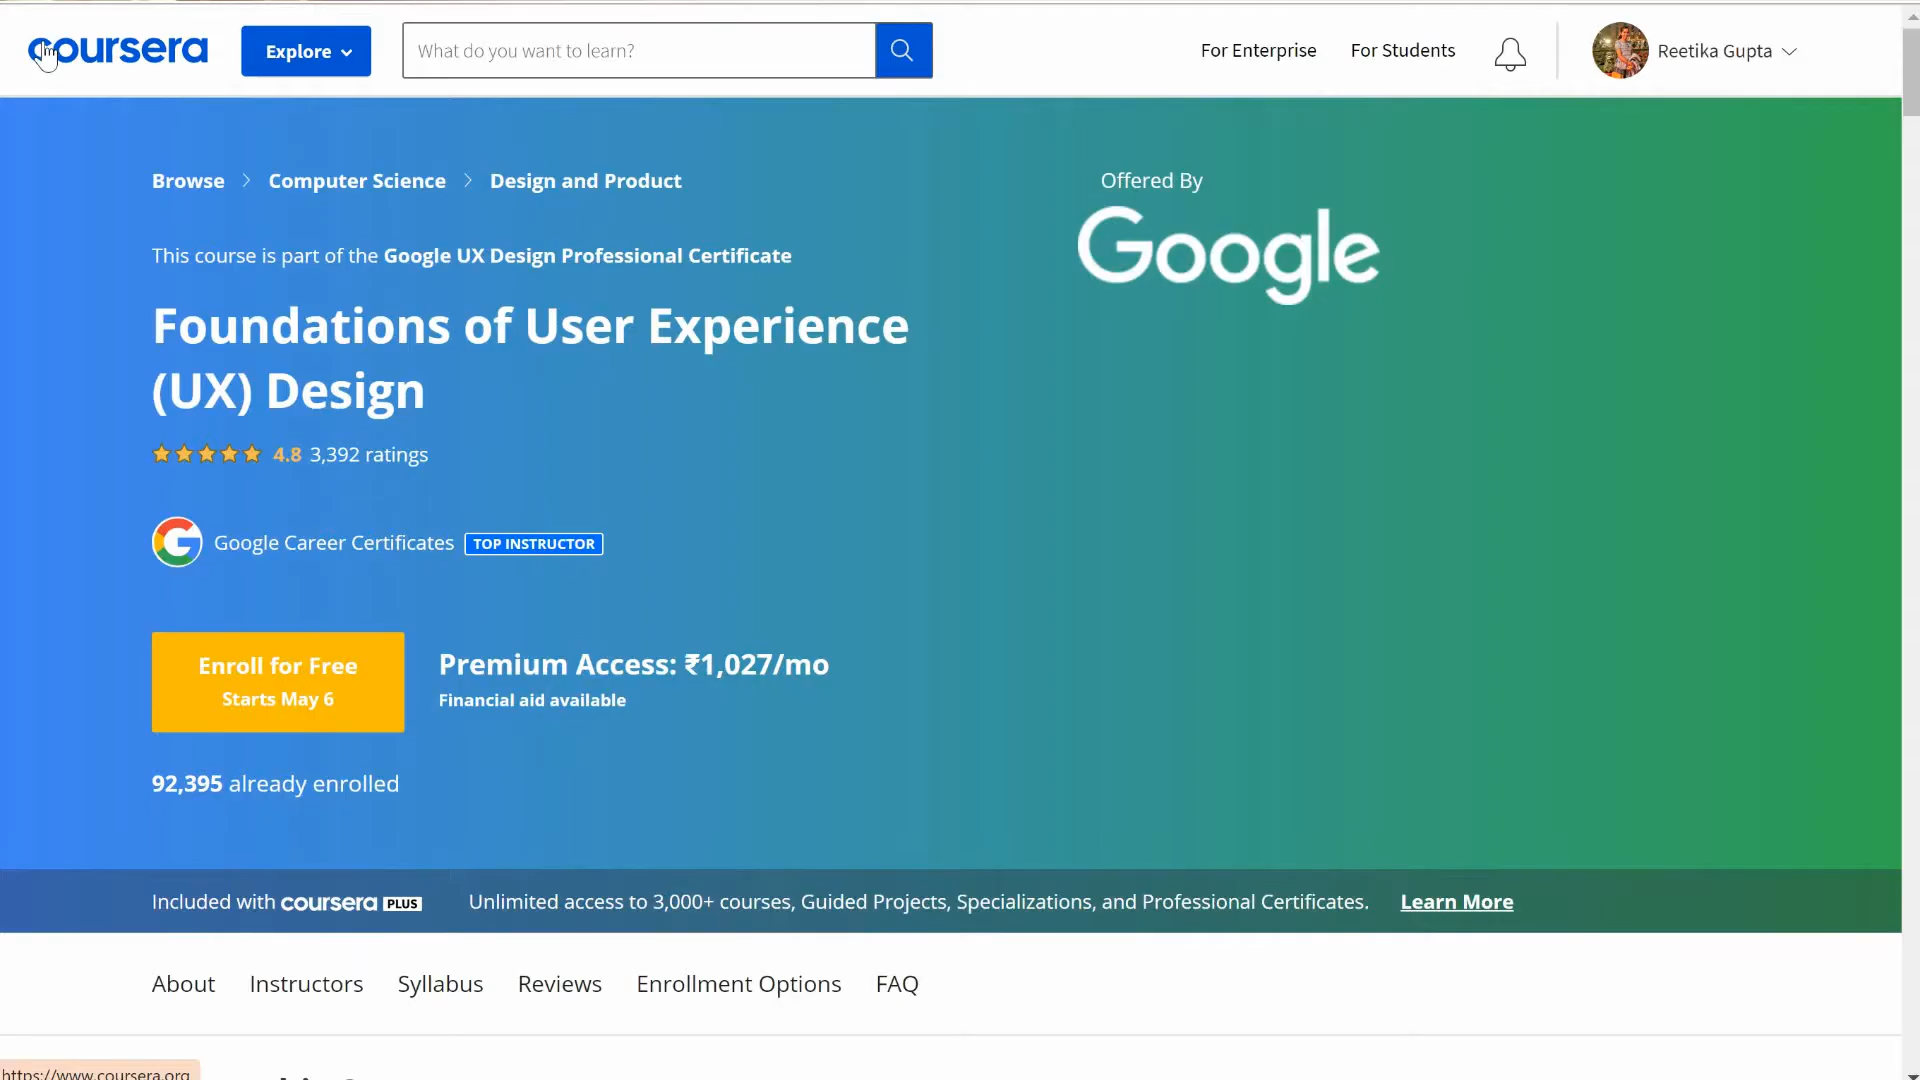 coursera
Explore
What do you want to learn?
For Enterprise
For Students
Reetika Gupta
Browse > Computer Science > Design and Product
Offered By
Google
This course is part of the Google UX Design Professional Certificate
Foundations of User Experience
(UX) Design
4.8 3,392 ratings
Google Career Certificates TOP INSTRUCTOR
Enroll for Free
Starts May 6
Premium Access: ₹1,027/mo
Financial aid available
92,395 already enrolled
Included with coursera PLUS
Unlimited access to 3,000+ courses, Guided Projects, Specializations, and Professional Certificates.
Learn More
About
Instructors
Syllabus
Reviews
Enrollment Options
FAQ
https://www.coursera.org